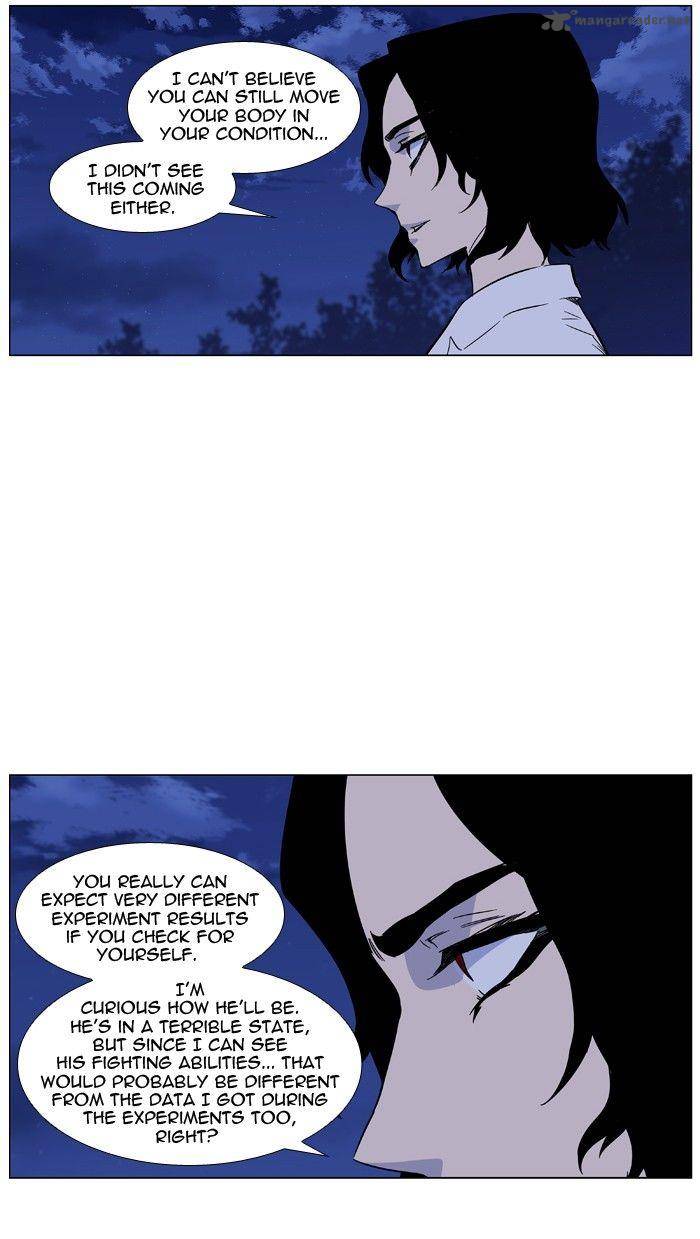 mangareader.net
I CAN'T BELIEVE
YOU CAN STILL MOVE
YOUR BODY IN
YOUR CONDITION...
I DIDN'T SEE
THIS COMING
EITHER.
YOU REALLY CAN
EXPECT VERY DIFFERENT
EXPERIMENT RESULTS
IF YOU CHECK FOR
YOURSELF.
I'M
CURIOUS HOW HE'LL BE.
HE'S IN A TERRIBLE STATE,
BUT SINCE I CAN SEE
HIS FIGHTING ABILITIES... THAT
WOULD PROBABLY BE DIFFERENT
FROM THE DATA I GOT DURING
THE EXPERIMENTS TOO,
RIGHT?